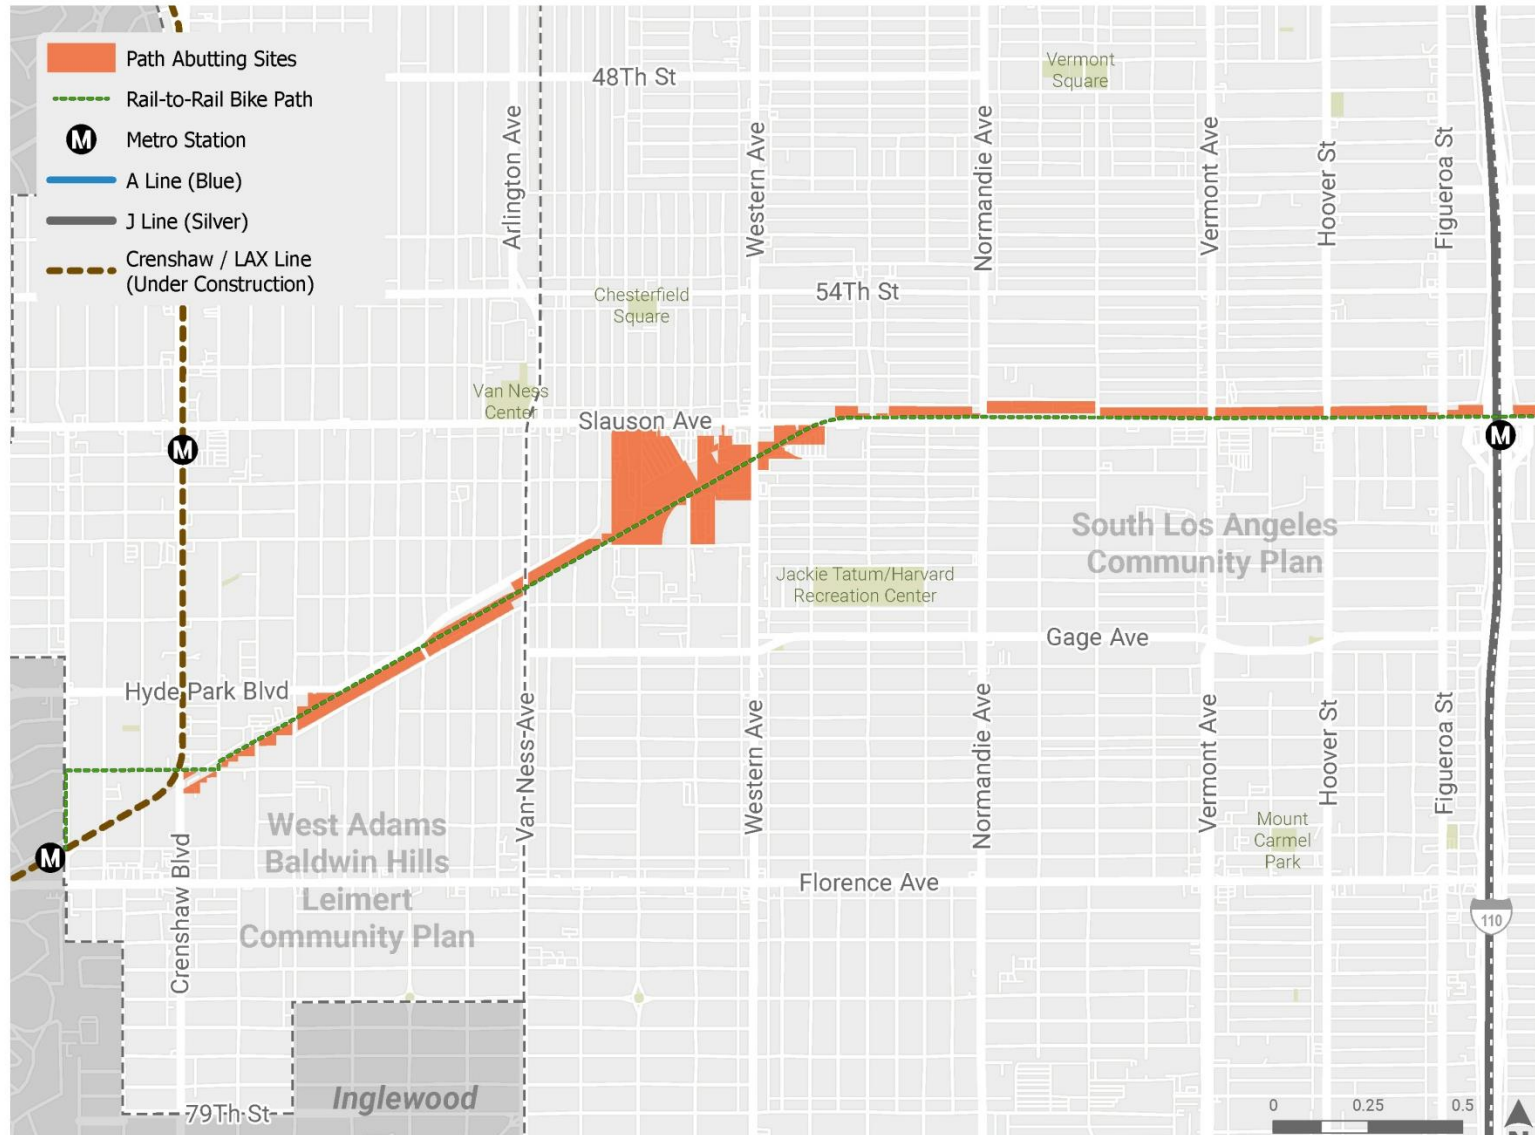 Path Abutting Sites
Rail-to-Rail Bike Path
M
Metro Station
A Line (Blue)
J Line (Silver)
Crenshaw / LAX Line
(Under Construction)
48Th St
Vermont
Square
Arlington Ave
Western Ave
Normandie Ave
Vermont Ave
Hoover St
Figueroa St
Chesterfield
Square
54Th St
Van Ness
Center
Slauson Ave
M
M
South Los Angeles
Community Plan
Jackie Tatum/Harvard
Recreation Center
Gage Ave
Hyde Park Blvd
Van Ness Ave
Western Ave
Normandie Ave
Vermont Ave
Hoover St
Figueroa St
M
Crenshaw Blvd
West Adams
Baldwin Hills
Leimert
Community Plan
Mount
Carmel
Park
Florence Ave
110
Inglewood
79Th St
0 0.25 0.5
N